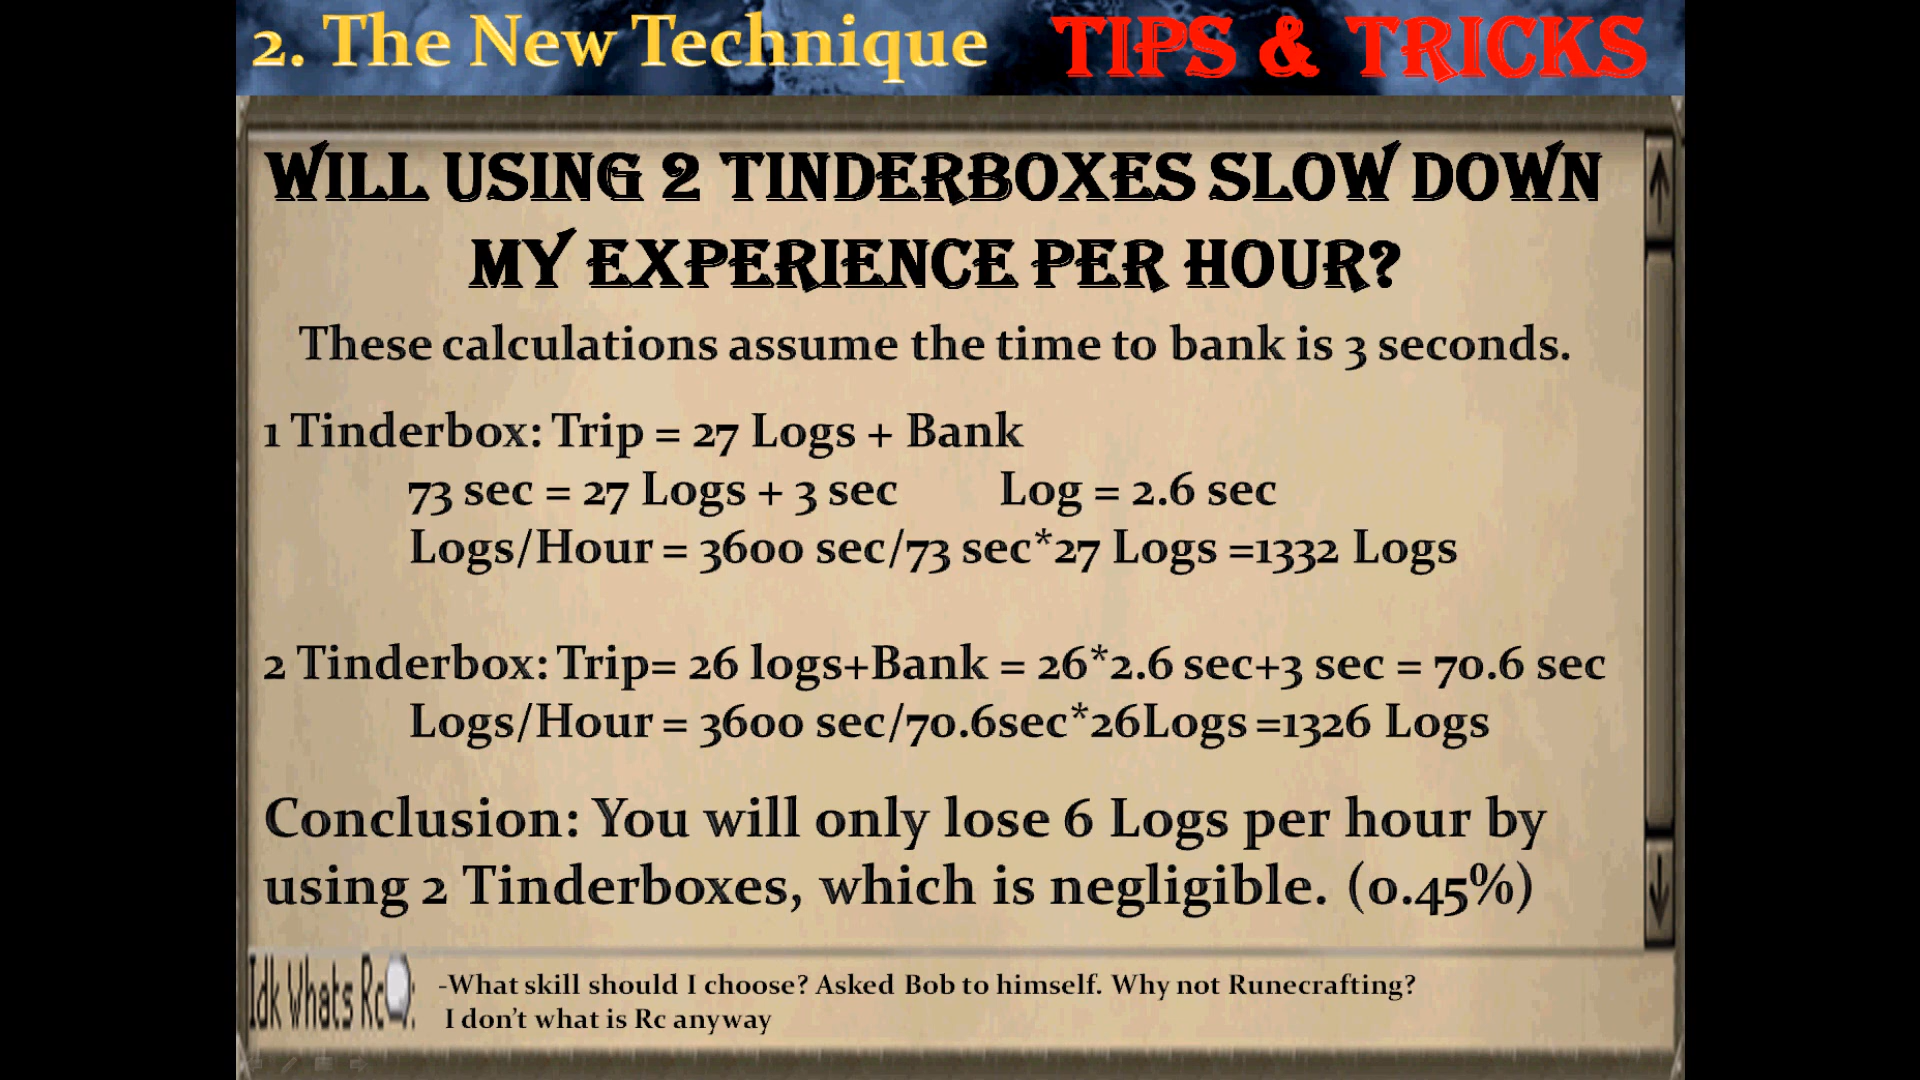 2. The New Technique TIPS & TRICKS
WILL USING 2 TINDERBOXES SLOW DOWN
MY EXPERIENCE PER HOUR?
These calculations assume the time to bank is 3 seconds.
1 Tinderbox: Trip = 27 Logs + Bank
73 sec = 27 Logs + 3 sec Log = 2.6 sec
Logs/Hour = 3600 sec/73 sec*27 Logs =1332 Logs
2 Tinderbox: Trip= 26 logs+Bank = 26*2.6 sec+3 sec = 70.6 sec
Logs/Hour = 3600 sec/70.6sec*26Logs =1326 Logs
Conclusion: You will only lose 6 Logs per hour by
using 2 Tinderboxes, which is negligible. (0.45%)
Idk Whats Rc
-What skill should I choose? Asked Bob to himself. Why not Runecrafting?
I don't what is Rc anyway